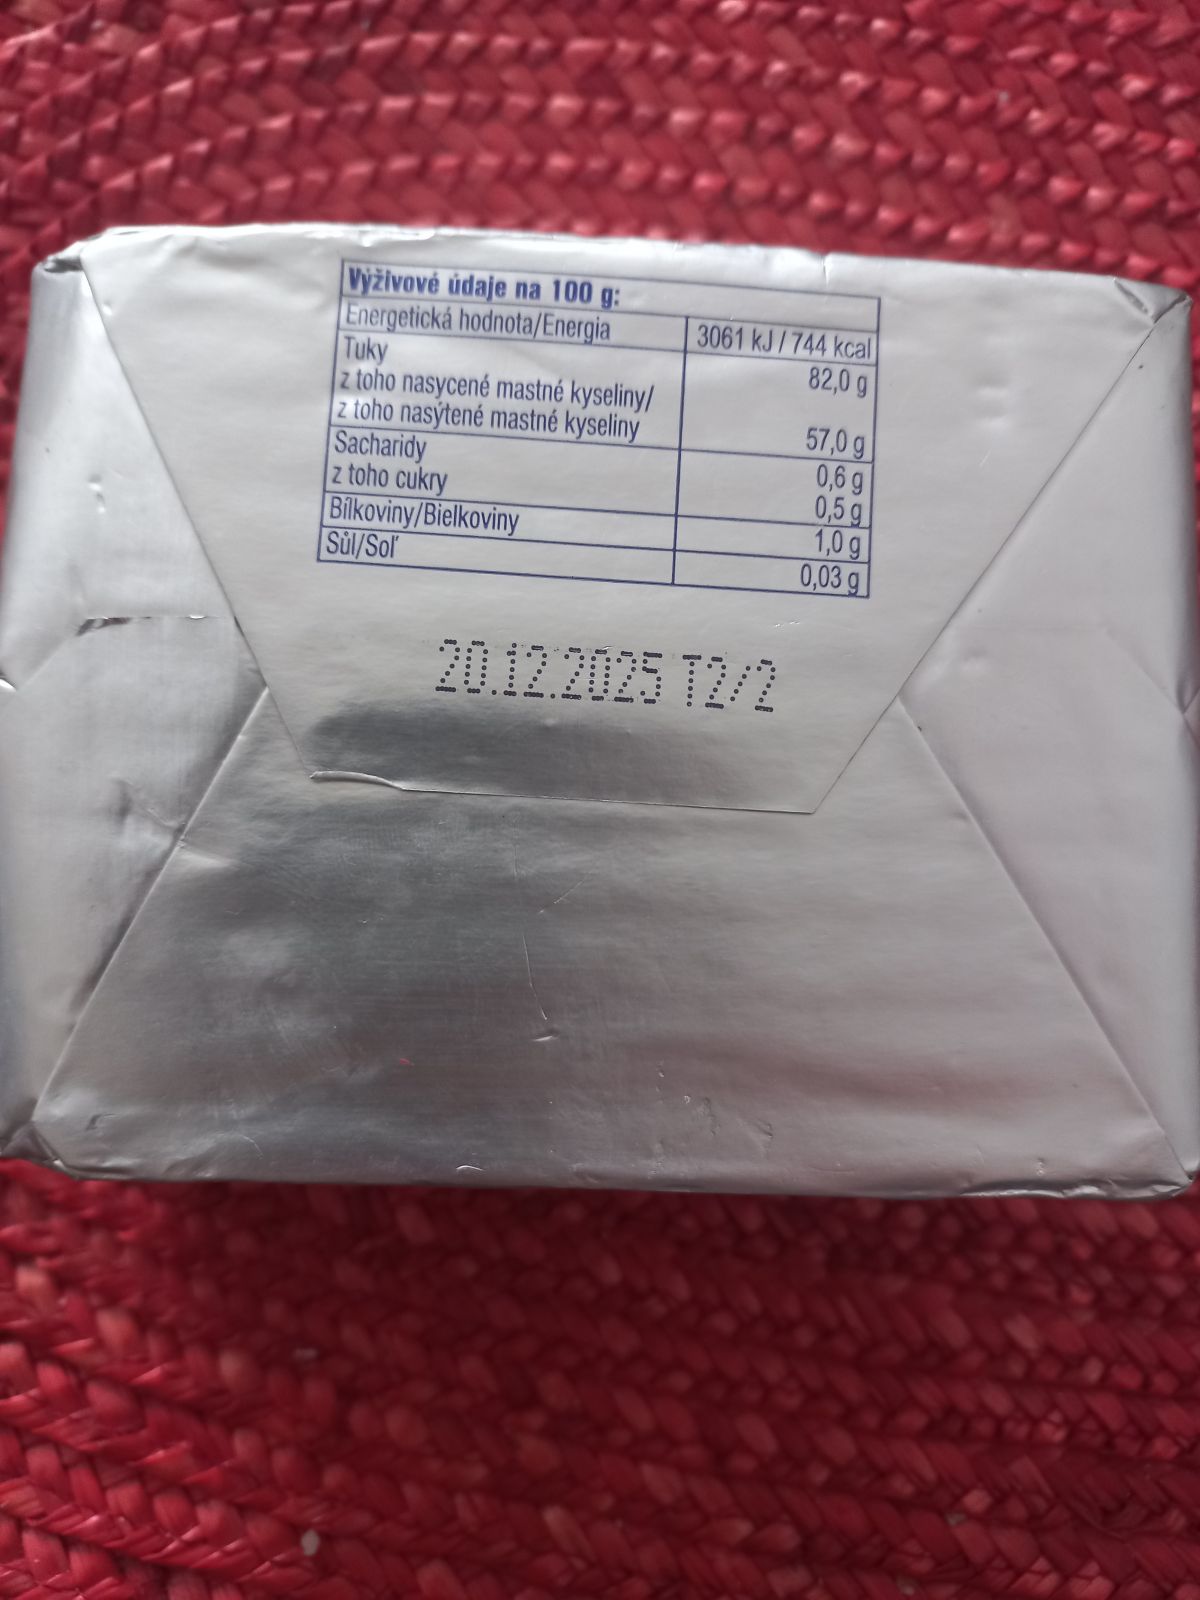 Výživové údaje na 100 g:
Energetická hodnota/Energia 3061 kJ / 744 kcal
Tuky 82,0 g
z toho nasycené mastné kyseliny/
z toho nasýtené mastné kyseliny 57,0 g
Sacharidy 0,6 g
z toho cukry 0,5 g
Bílkoviny/Bielkoviny 1,0 g
Sůl/Soľ 0,03 g
20.12.2025 T2/2